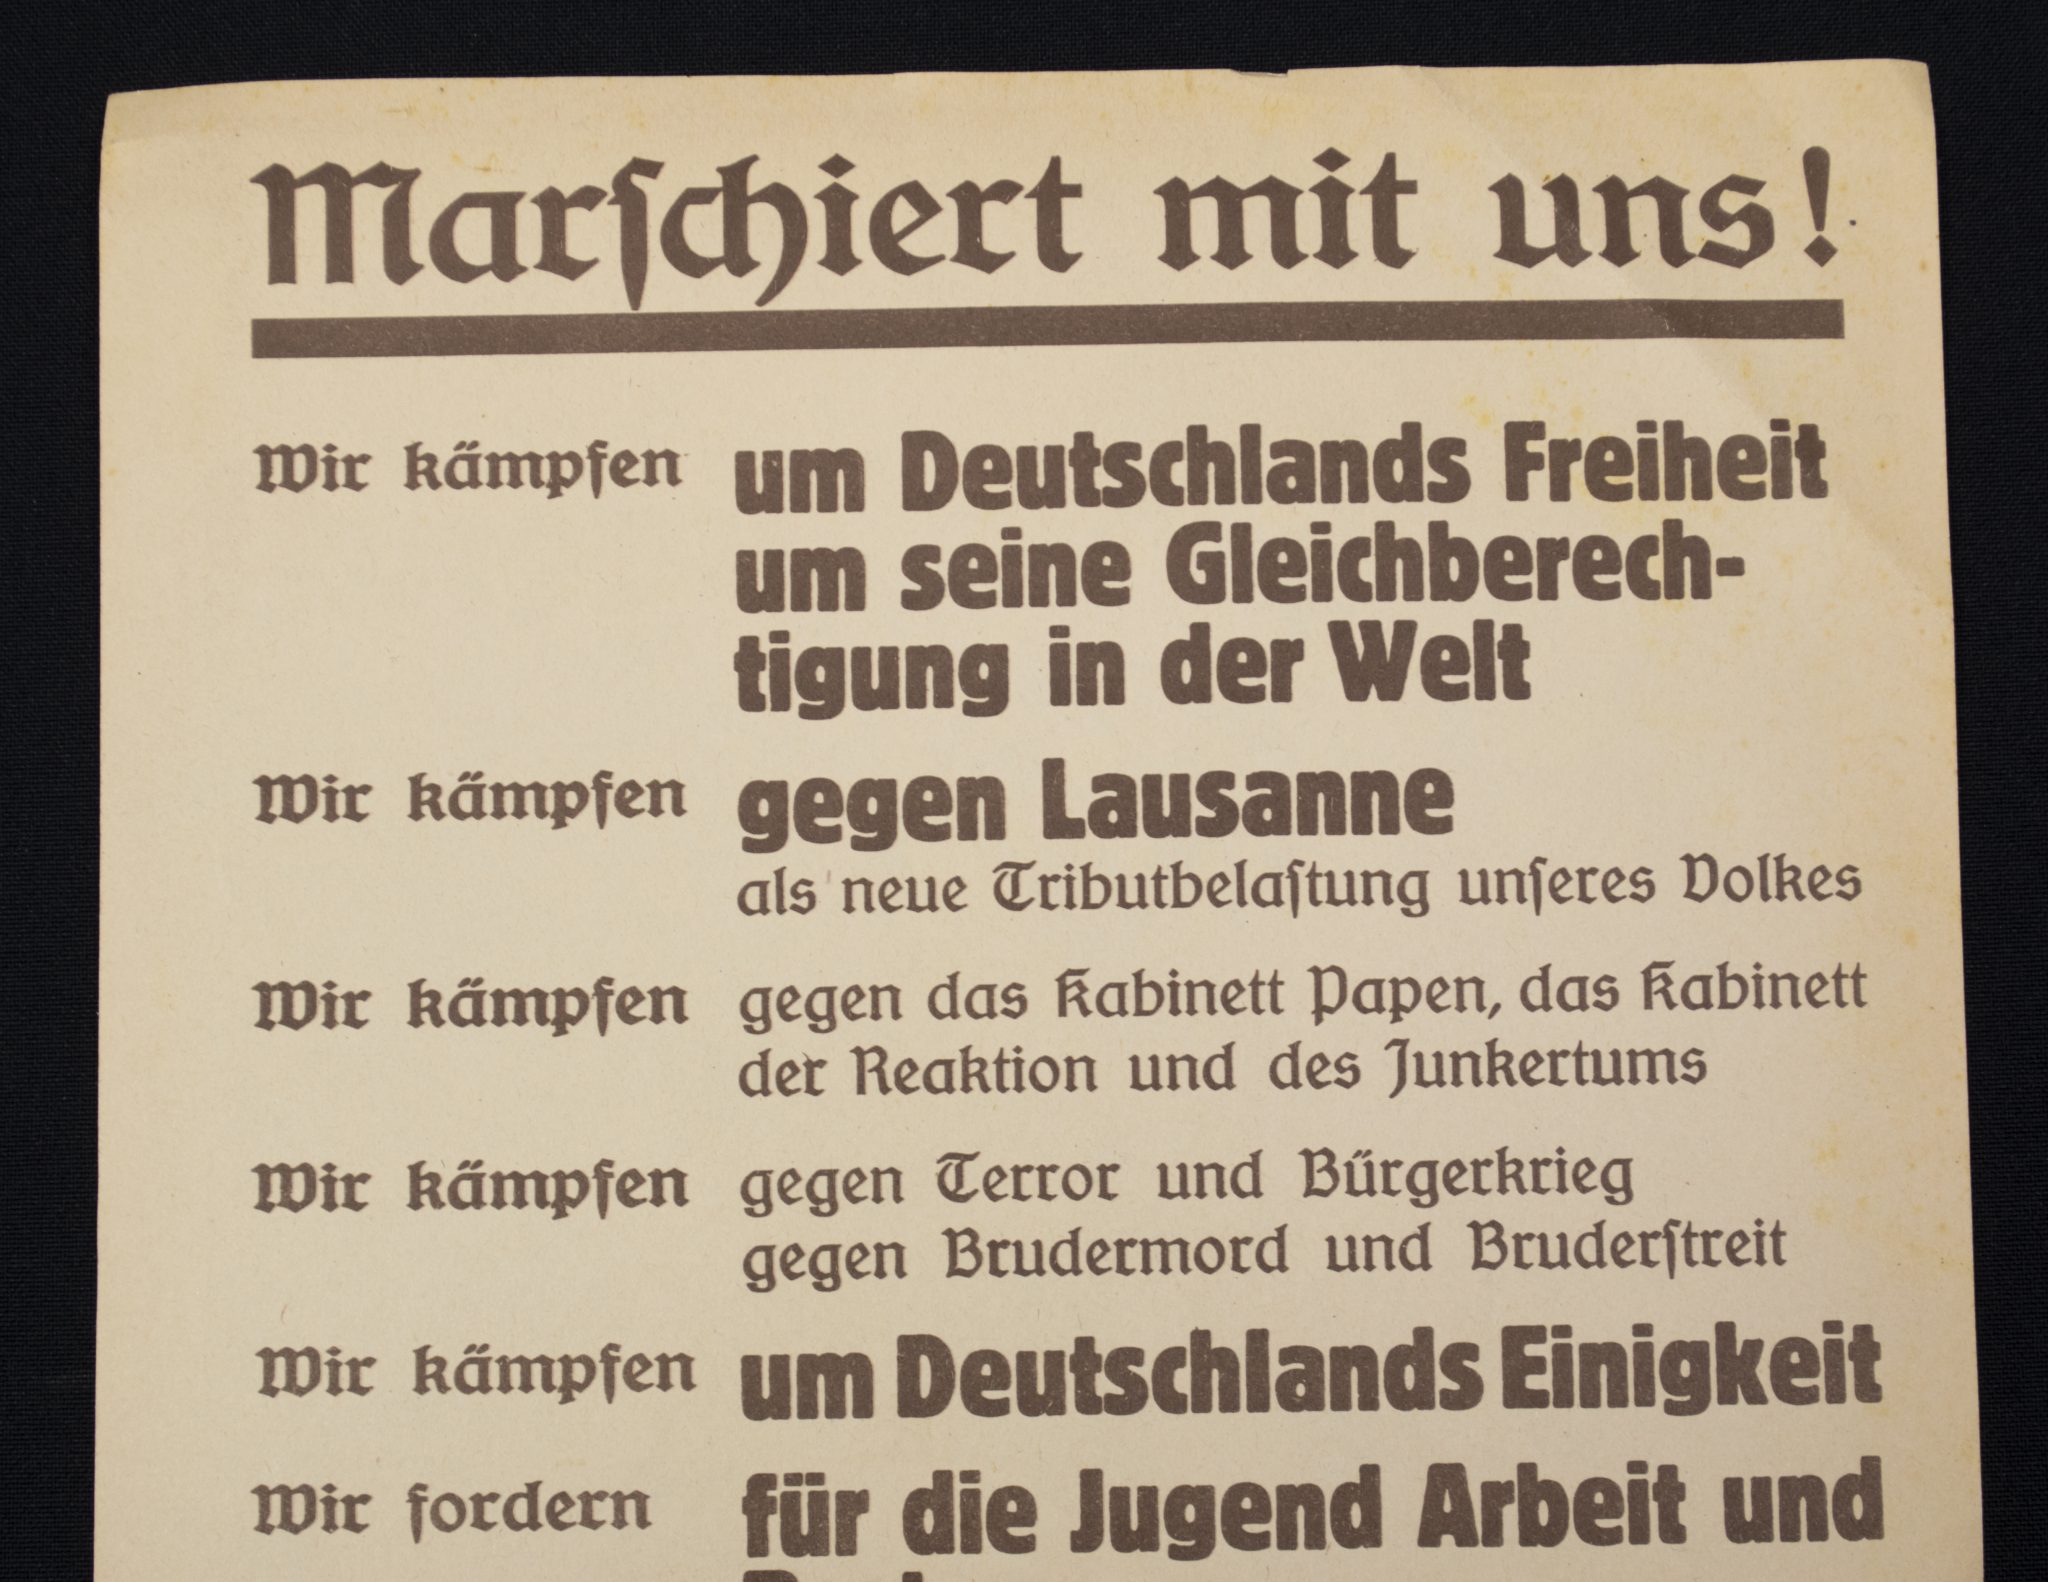 Marſchiert mit uns!
Wir kämpfen um Deutschlands Freiheit
um seine Gleichberech-
tigung in der Welt
Wir kämpfen gegen Lausanne
als neue Tributbelaſtung unſeres Volkes
Wir kämpfen gegen das Kabinett Papen, das Kabinett
der Reaktion und des Junkertums
Wir kämpfen gegen Terror und Bürgerkrieg
gegen Brudermord und Bruderſtreit
Wir kämpfen um Deutschlands Einigkeit
Wir fordern für die Jugend Arbeit und